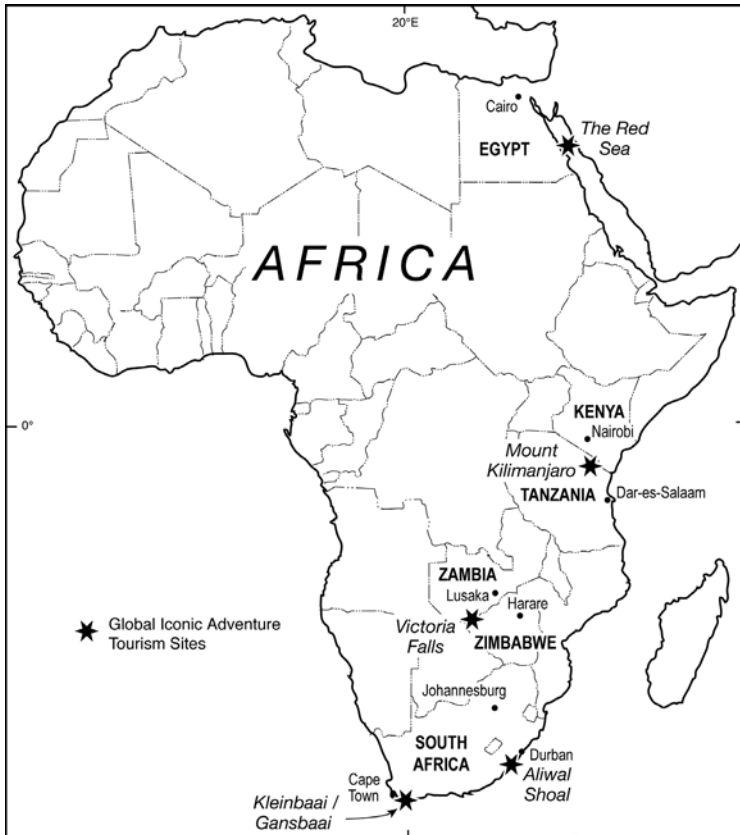 20°E
Cairo
The Red
Sea
EGYPT
AFRICA
KENYA
Nairobi
0°
Mount
Kilimanjaro
TANZANIA
Dar-es-Salaam
ZAMBIA
Lusaka
Harare
Global Iconic Adventure
Tourism Sites
Victoria
Falls
ZIMBABWE
Johannesburg
SOUTH
AFRICA
Durban
Aliwal
Shoal
Cape
Town
Kleinbaai /
Gansbaai